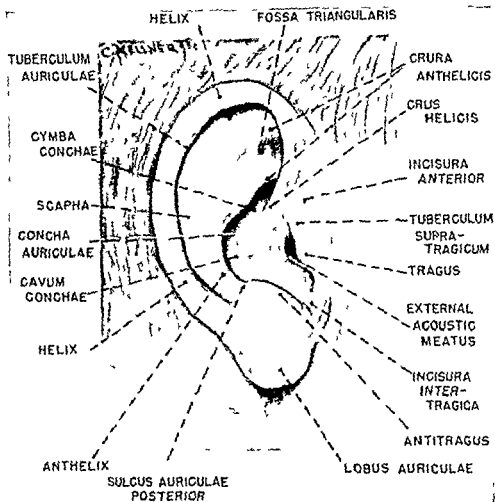 HELIX
FOSSA TRIANGULARIS
TUBERCULUM
AURICULAE
CYMBA
CONCHAE
SCAPHA
CONCHA
AURICULAE
CAVUM
CONCHAE
HELIX
ANTHELIX
SULCUS AURICULAE
POSTERIOR
CRURA
ANTHELICIS
CRUS
HELICIS
INCISURA
ANTERIOR
TUBERCULUM
SUPRA-
TRAGICUM
TRAGUS
EXTERNAL
ACOUSTIC
MEATUS
INCISURA
INTER-
TRAGICA
ANTITRAGUS
LOBUS AURICULAE